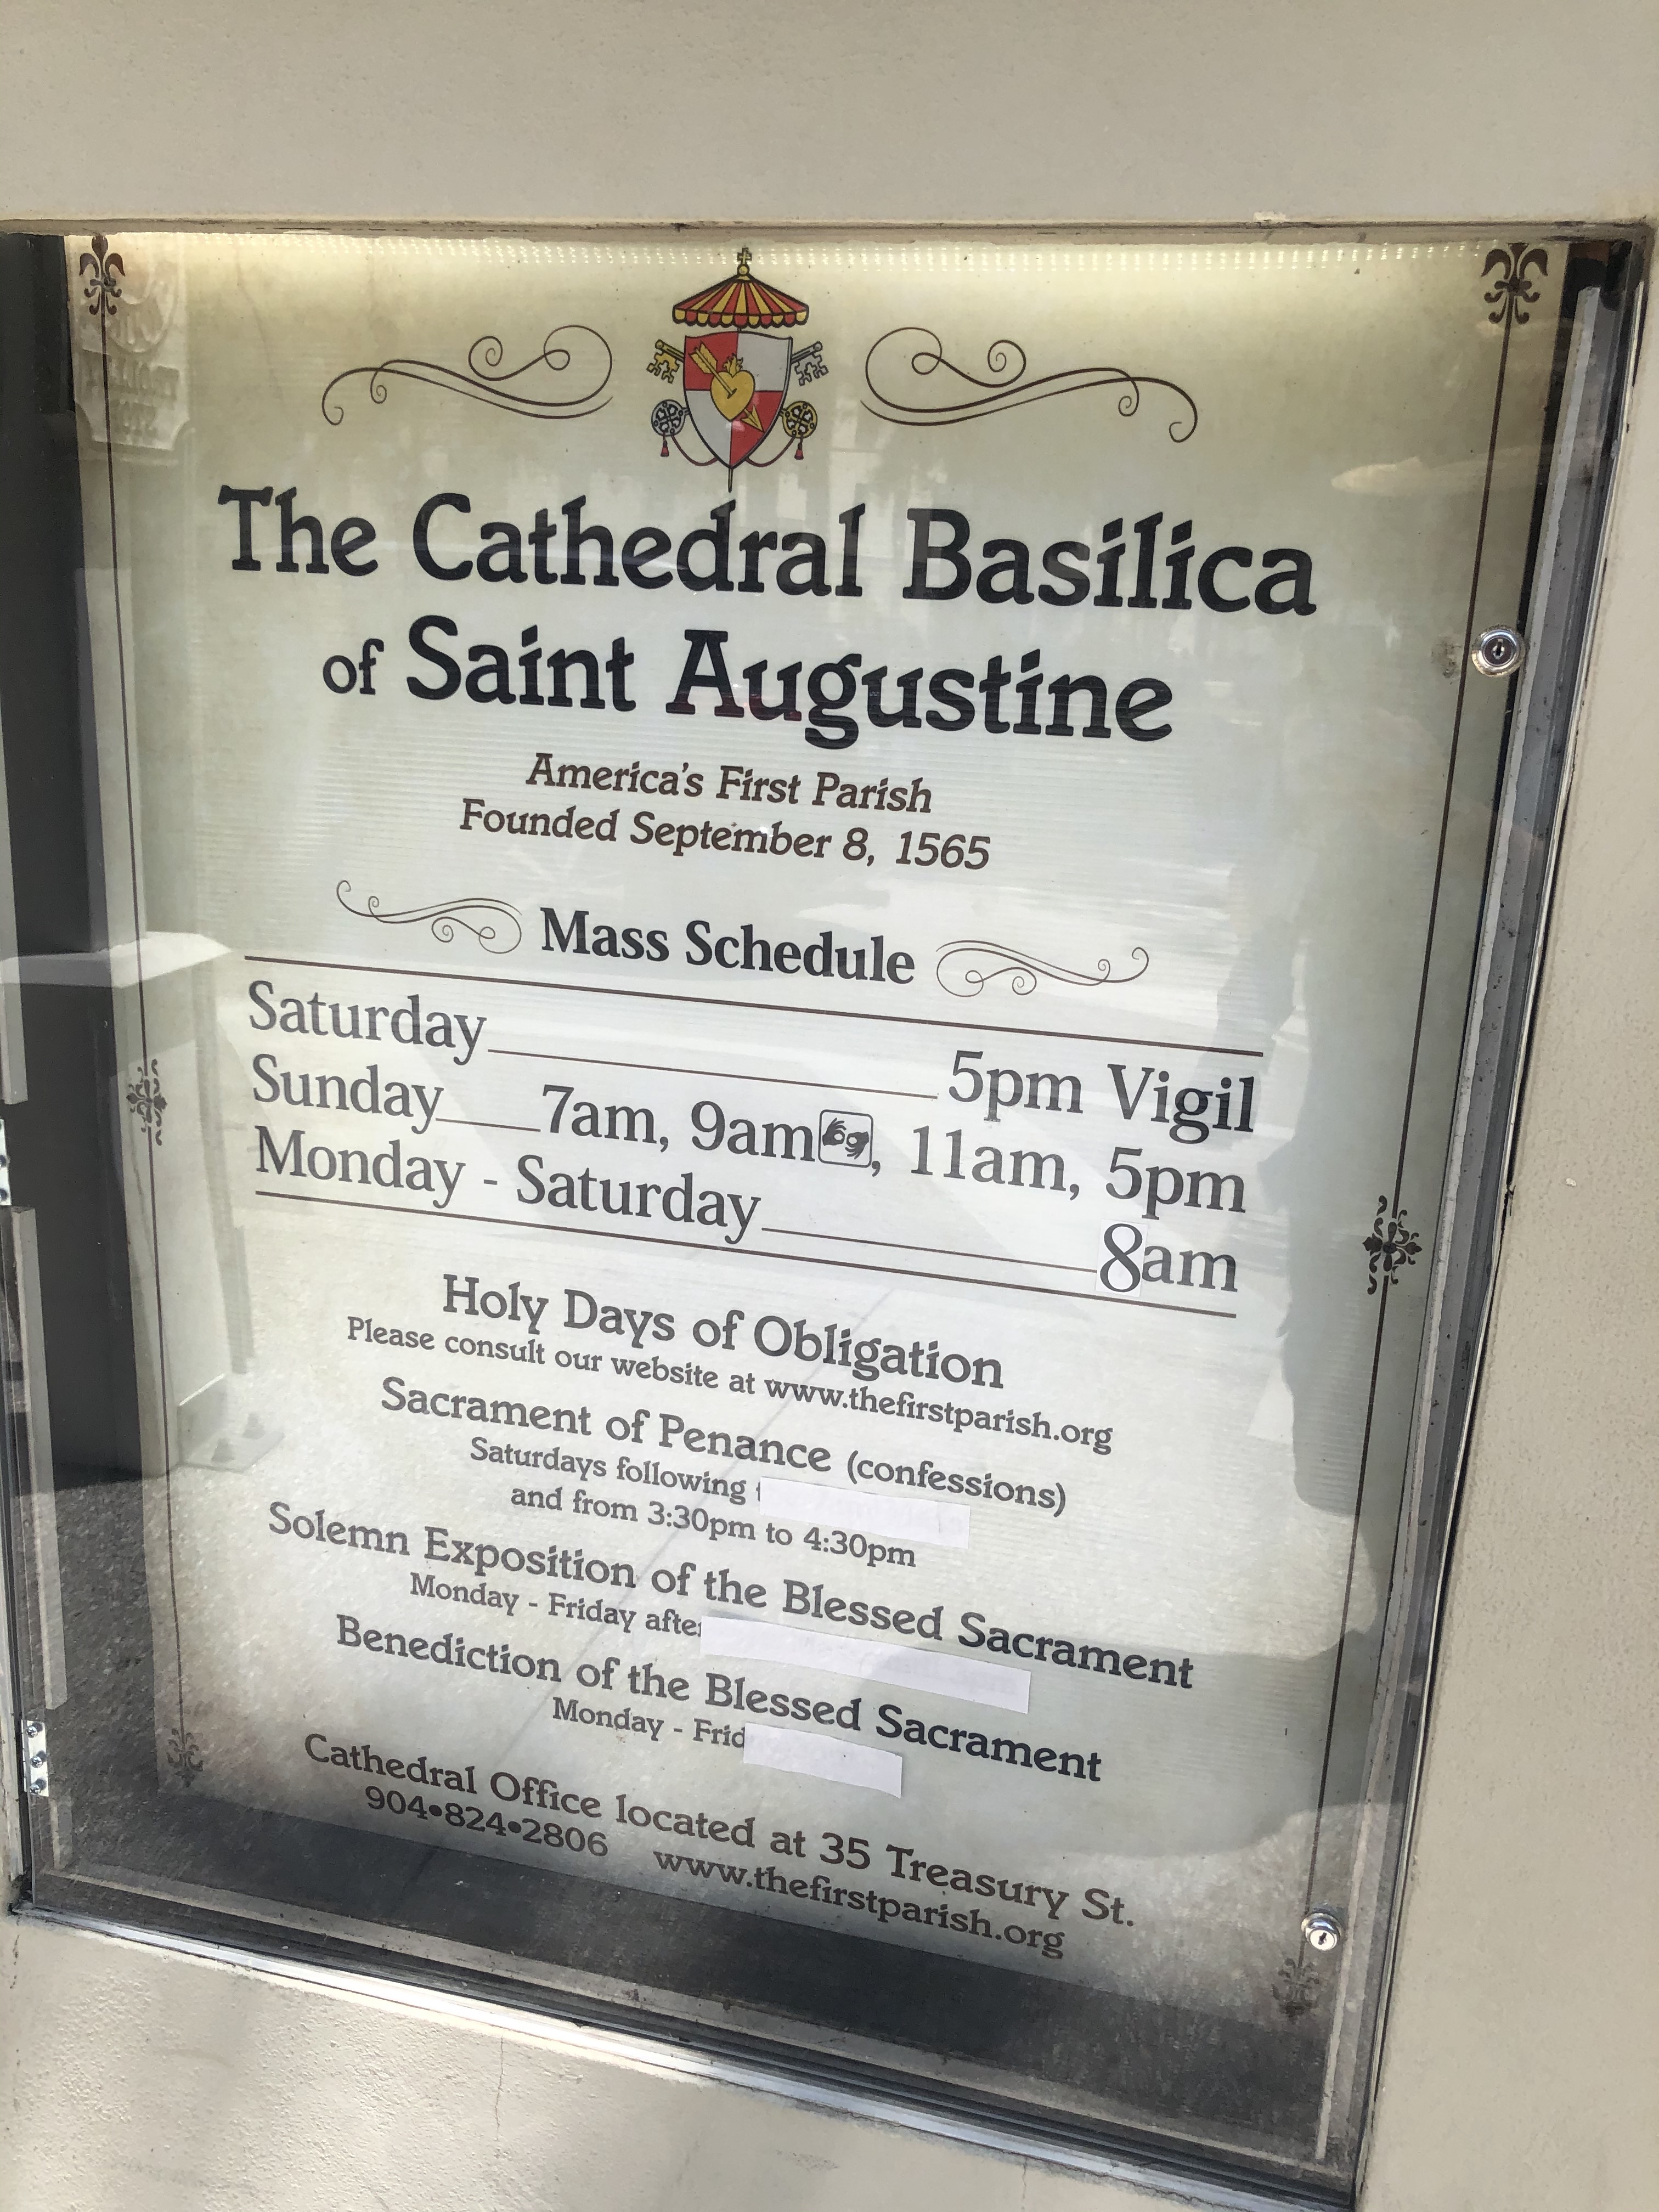 The Cathedral Basilica
of Saint Augustine
America's First Parish
Founded September 8, 1565
Mass Schedule
Saturday 5pm Vigil
Sunday 7am, 9am, 11am, 5pm
Monday - Saturday 8am
Holy Days of Obligation
Please consult our website at www.thefirstparish.org
Sacrament of Penance (confessions)
Saturdays following
and from 3:30pm to 4:30pm
Solemn Exposition of the Blessed Sacrament
Monday - Friday after
Benediction of the Blessed Sacrament
Monday - Frid
Cathedral Office located at 35 Treasury St.
904•824•2806 www.thefirstparish.org